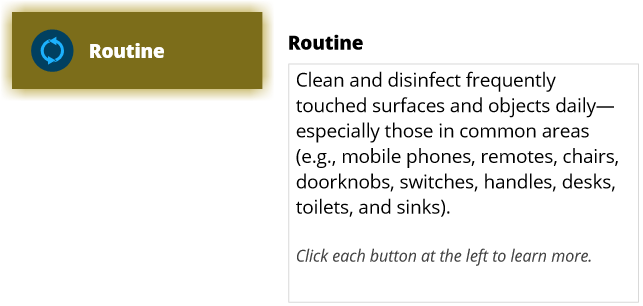 Routine
Routine
Clean and disinfect frequently
touched surfaces and objects daily—
especially those in common areas
(e.g., mobile phones, remotes, chairs,
doorknobs, switches, handles, desks,
toilets, and sinks).
Click each button at the left to learn more.